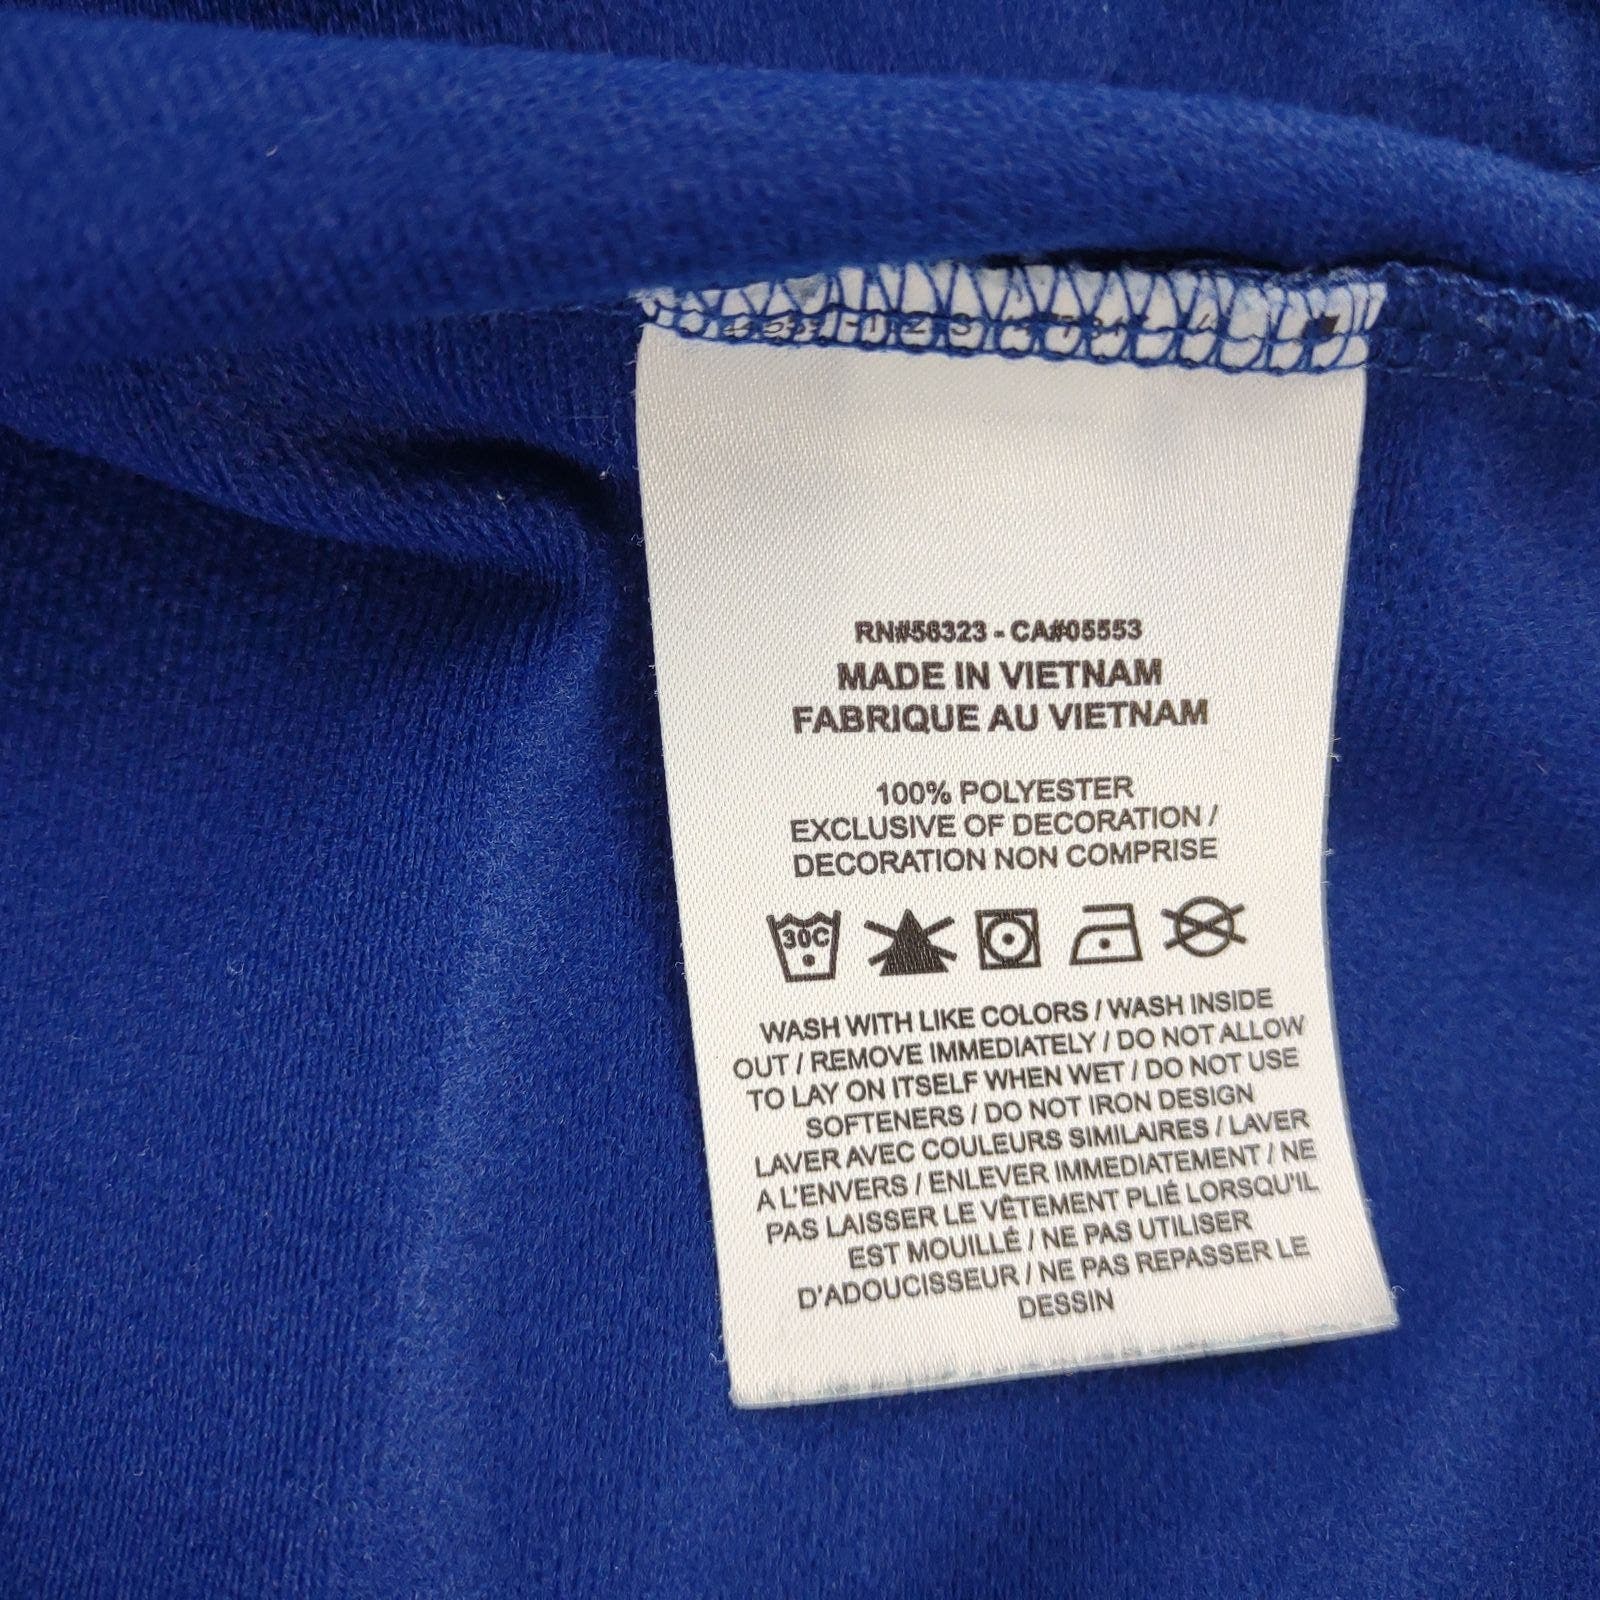 RN#56323 - CA#05553
MADE IN VIETNAM
FABRIQUE AU VIETNAM
100% POLYESTER
EXCLUSIVE OF DECORATION /
DECORATION NON COMPRISE
30C
WASH WITH LIKE COLORS / WASH INSIDE
OUT / REMOVE IMMEDIATELY / DO NOT ALLOW
TO LAY ON ITSELF WHEN WET / DO NOT USE
SOFTENERS / DO NOT IRON DESIGN
LAVER AVEC COULEURS SIMILAIRES / LAVER
A L'ENVERS / ENLEVER IMMEDIATEMENT / NE
PAS LAISSER LE VÊTEMENT PLIÉ LORSQU'IL
EST MOUILLÉ / NE PAS UTILISER
D'ADOUCISSEUR / NE PAS REPASSER LE
DESSIN